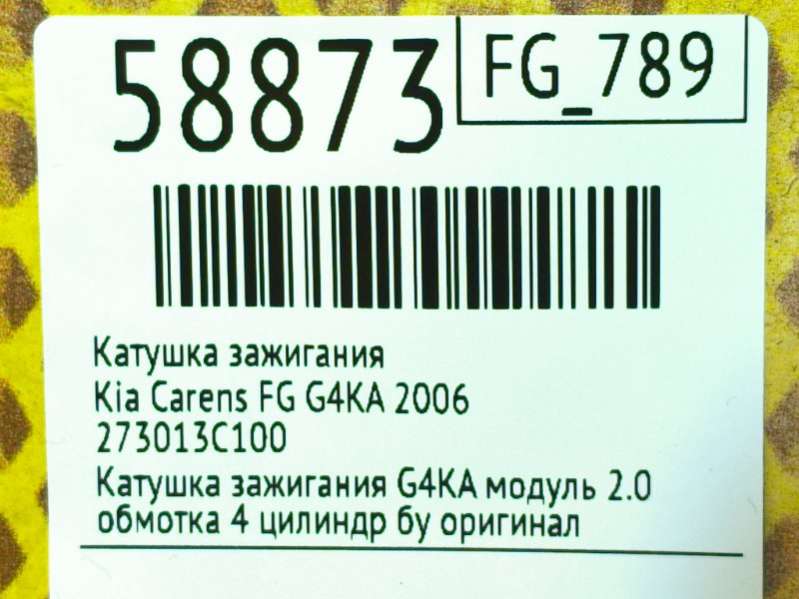 58873
FG_789
Катушка зажигания
Kia Carens FG G4KA 2006
273013C100
Катушка зажигания G4KA модуль 2.0
обмотка 4 цилиндр бу оригинал